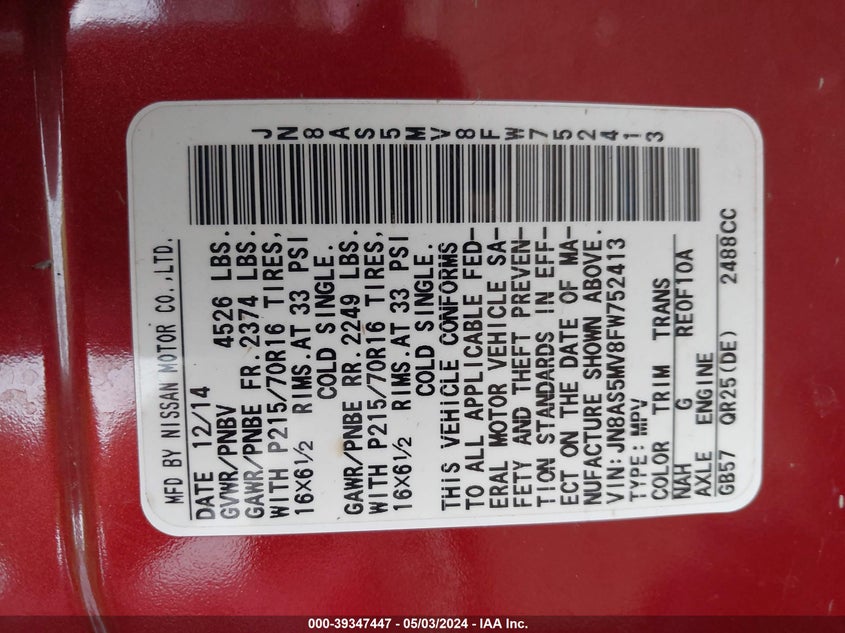 JN8AS5MV8FW752413
MFD BY NISSAN MOTOR CO.,LTD.
DATE 12/14
GVWR/PNBV 4526 LBS.
GAWR/PNBE FR.2374 LBS.
WITH P215/70R16 TIRES,
16X6½ RIMS.AT 33 PSI
COLD SINGLE.
GAWR/PNBE RR.2249 LBS.
WITH P215/70R16 TIRES,
16X6½ RIMS.AT 33 PSI
COLD SINGLE.
THIS VEHICLE CONFORMS
TO ALL APPLICABLE FED-
ERAL MOTOR VEHICLE SA-
FETY AND THEFT PREVEN-
TION STANDARDS IN EFF-
ECT ON THE DATE OF MA-
NUFACTURE SHOWN ABOVE.
VIN:JN8AS5MV8FW752413
TYPE:MPV
COLOR TRIM TRANS
NAH G REOF10A
AXLE ENGINE
GB57 QR25(DE) 2488CC
000-39347447 - 05/03/2024 - IAA Inc.